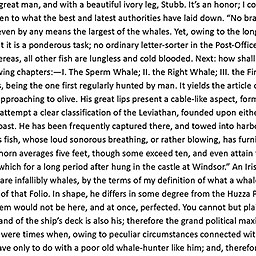 great man, and with a beautiful ivory leg, Stubb. It's an honor; I co
en to what the best and latest authorities have laid down. "No bra
even by any means the largest of the whales. Yet, owing to the long
t it is a ponderous task; no ordinary letter-sorter in the Post-Office
ereas, all other fish are lungless and cold blooded. Next: how shall
wing chapters:—I. The Sperm Whale; II. the Right Whale; III. the Fi
s, being the one first regularly hunted by man. It yields the article c
pproaching to olive. His great lips present a cable-like aspect, form
attempt a clear classification of the Leviathan, founded upon eithe
oast. He has been frequently captured there, and towed into harbo
s fish, whose loud sonorous breathing, or rather blowing, has furni
horn averages five feet, though some exceed ten, and even attain
which for a long period after hung in the castle at Windsor." An Iris
are infallibly whales, by the terms of my definition of what a whale
of that Folio. In shape, he differs in some degree from the Huzza P
em would not be here, and at once, perfected. You cannot but plai
and of the ship's deck is also his; therefore the grand political maxi
were times when, owing to peculiar circumstances connected wit
ave only to do with a poor old whale-hunter like him; and, therefor